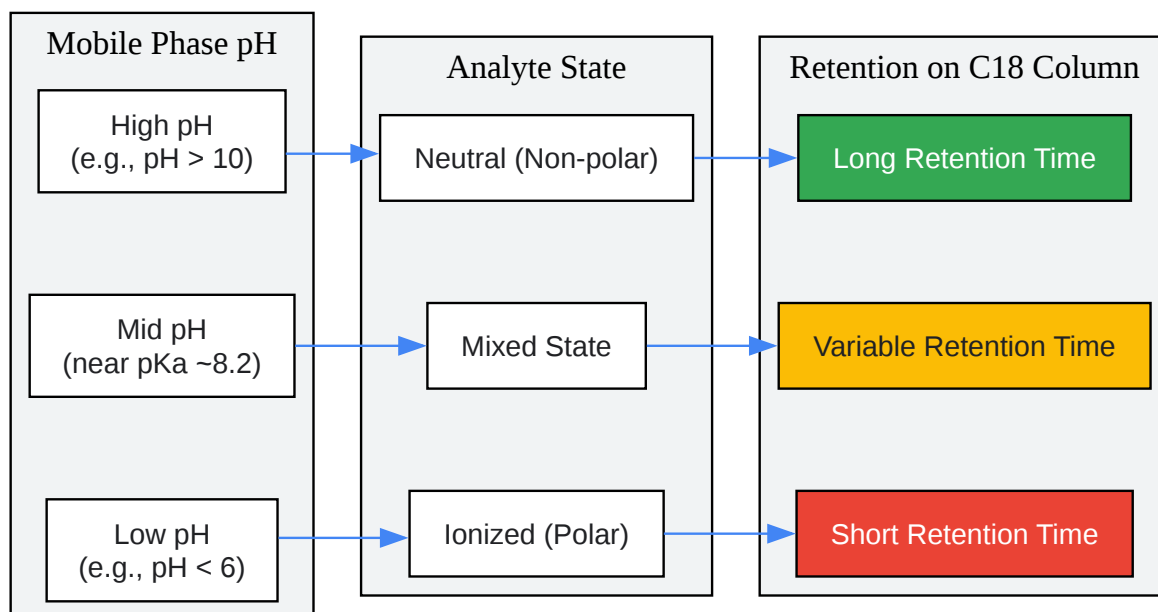 Mobile Phase pH
Analyte State
Retention on C18 Column
High pH
(e.g., pH > 10)
Neutral (Non-polar)
Long Retention Time
Mid pH
(near pKa ~8.2)
Mixed State
Variable Retention Time
Low pH
(e.g., pH < 6)
Ionized (Polar)
Short Retention Time